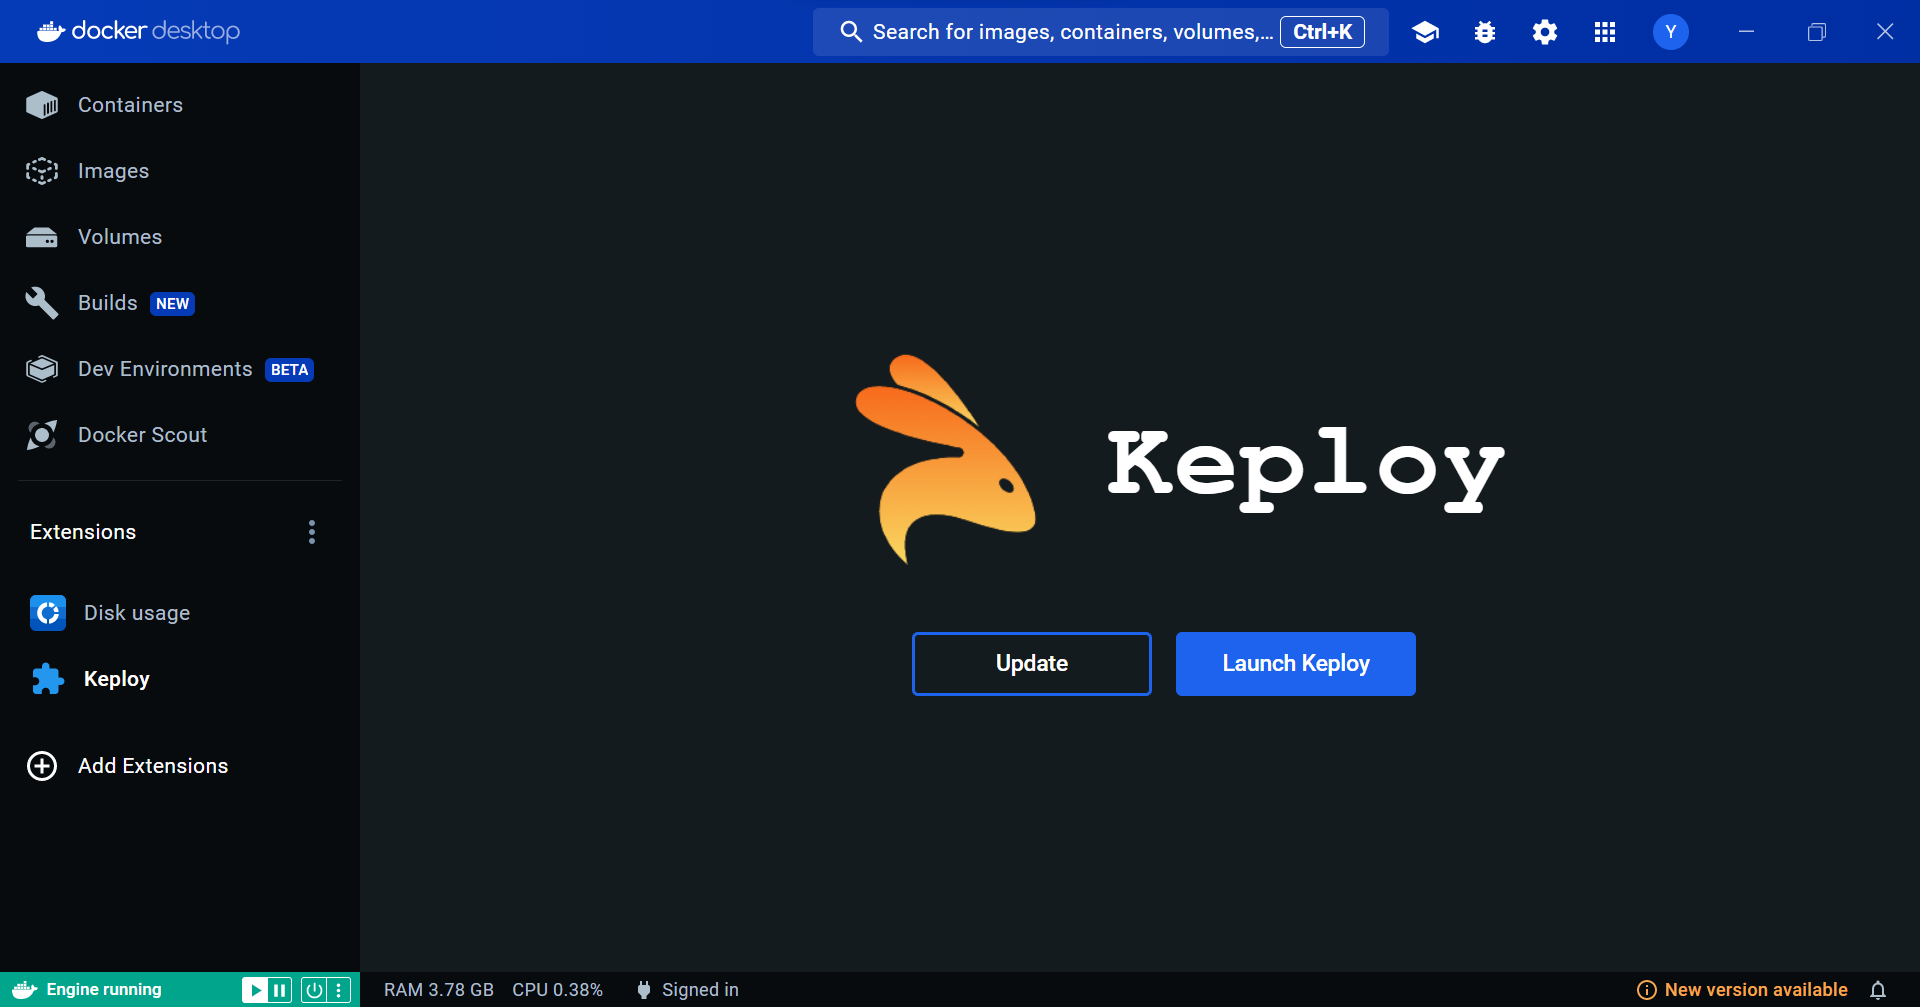 docker desktop
Search for images, containers, volumes,... Ctrl+K
Y
Containers
Images
Volumes
Builds NEW
Dev Environments BETA
Docker Scout
Extensions
Disk usage
Keploy
Add Extensions
Keploy
Update
Launch Keploy
Engine running
RAM 3.78 GB CPU 0.38% Signed in
New version available